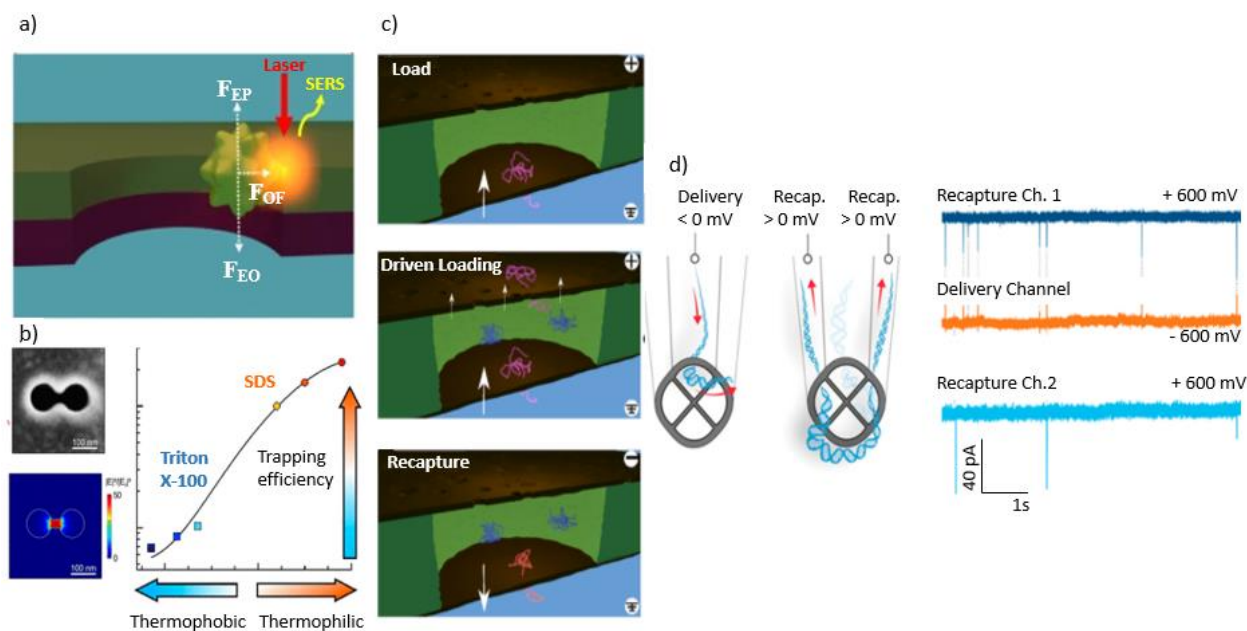 a)
Laser
SERS
F_EP
F_OF
F_EO
b)
100 nm
50
0
100 nm
SDS
Triton
X-100
Trapping
efficiency
Thermophobic
Thermophilic
c)
Load
+
Driven Loading
+
Recapture
-
d)
Delivery
< 0 mV
Recap.
> 0 mV
Recap.
> 0 mV
Recapture Ch. 1
+ 600 mV
Delivery Channel
- 600 mV
Recapture Ch.2
+ 600 mV
40 pA
1s